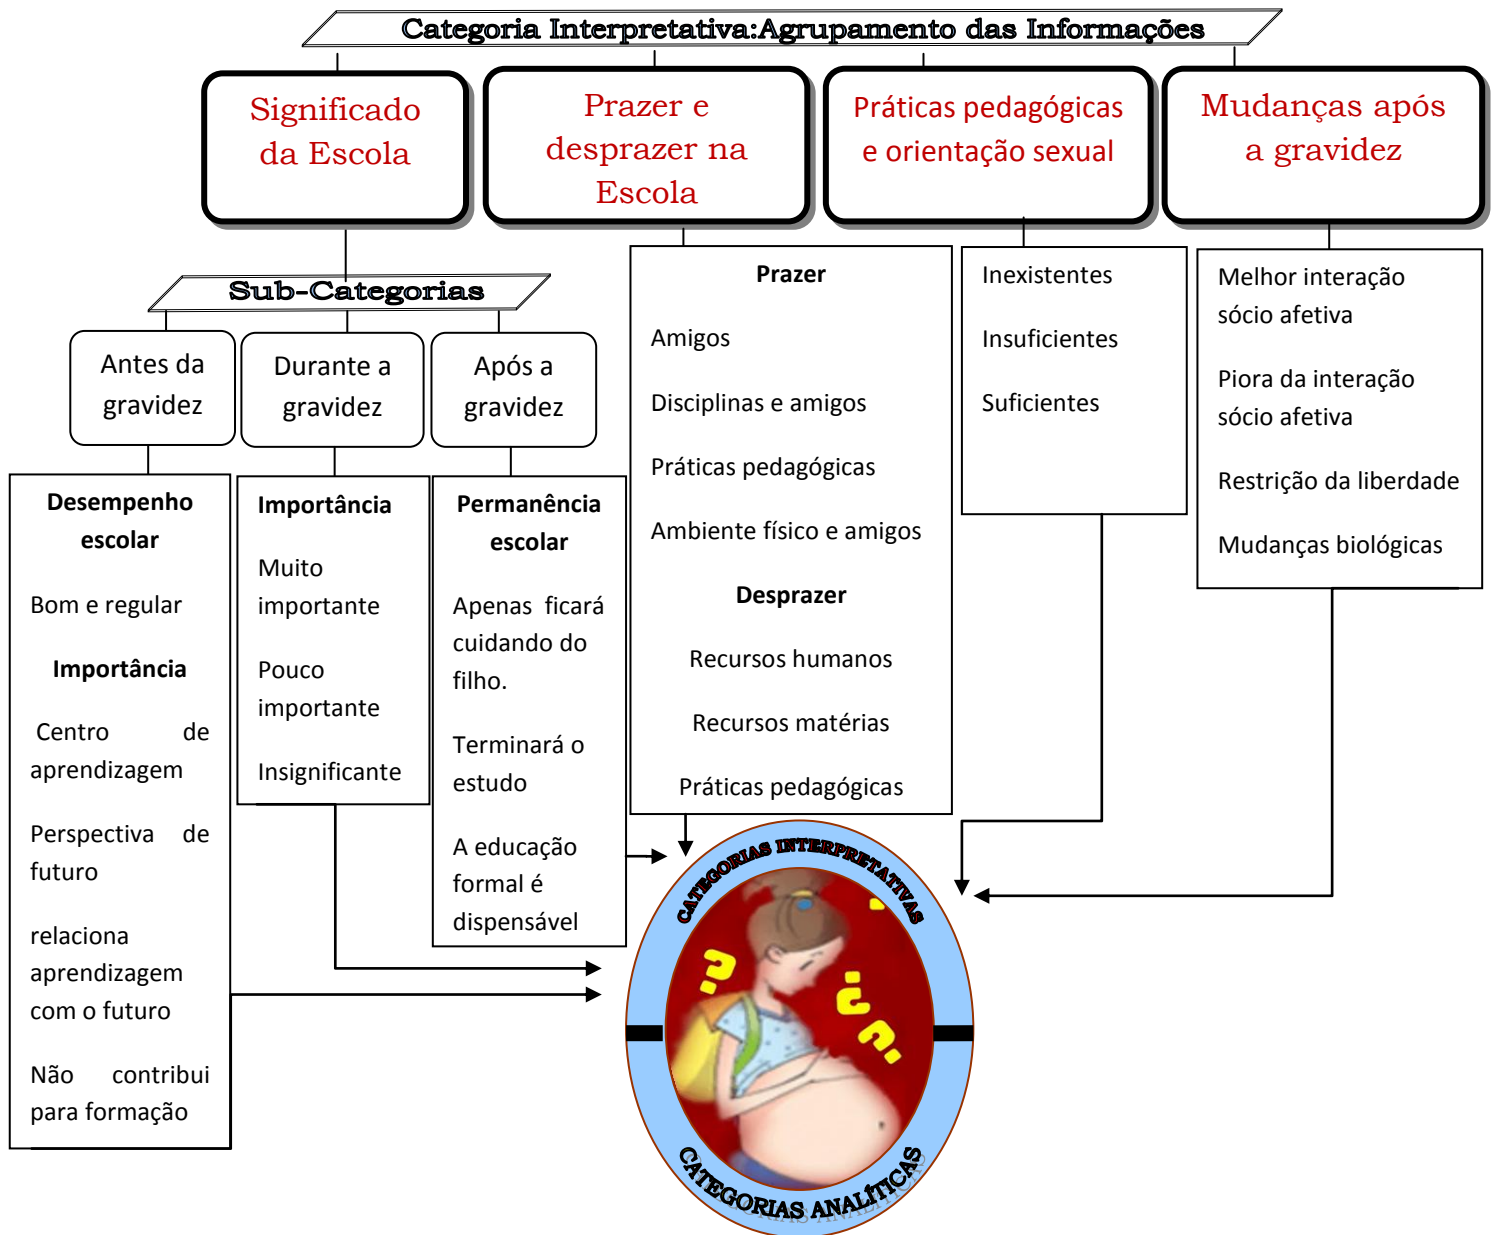 Categoria Interpretativa:Agrupamento das Informações
Significado
da Escola
Prazer e
desprazer na
Escola
Práticas pedagógicas
e orientação sexual
Mudanças após
a gravidez
Sub-Categorias
Antes da
gravidez
Durante a
gravidez
Após a
gravidez
Desempenho
escolar
Bom e regular
Importância
Centro de
aprendizagem
Perspectiva de
futuro
relaciona
aprendizagem
com o futuro
Não contribui
para formação
Importância
Muito
importante
Pouco
importante
Insignificante
Permanência
escolar
Apenas ficará
cuidando do
filho.
Terminará o
estudo
A educação
formal é
dispensável
Prazer
Amigos
Disciplinas e amigos
Práticas pedagógicas
Ambiente físico e amigos
Desprazer
Recursos humanos
Recursos matérias
Práticas pedagógicas
Inexistentes
Insuficientes
Suficientes
Melhor interação
sócio afetiva
Piora da interação
sócio afetiva
Restrição da liberdade
Mudanças biológicas
CATEGORIAS INTERPRETATIVAS
? ? ?
CATEGORIAS ANALÍTICAS